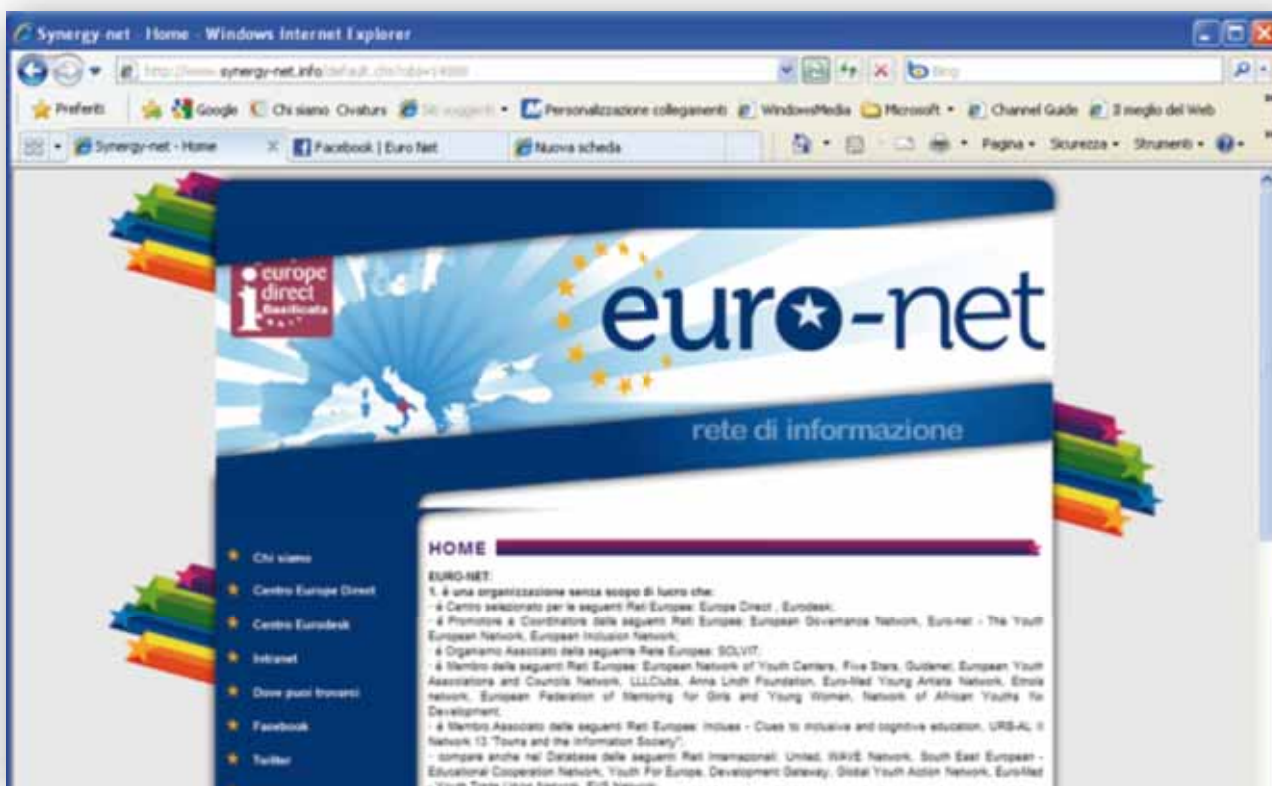 Synergy-net - Home - Windows Internet Explorer
synergy-net.info
Bing
Preferiti Google Chi siamo Personalizzazione collegamenti WindowsMedia Microsoft Channel Guide Il meglio del Web
Synergy-net - Home Facebook | Euro Net Nuova scheda Pagina Sicurezza Strumenti
europe
direct
Basilicata
euro-net
rete di informazione
HOME
Chi siamo
Centro Europe Direct
Centro Eurodesk
Intranet
Dove puoi trovarci
Facebook
Twitter
EURO-NET:
1. è una organizzazione senza scopo di lucro che:
- è Centro selezionato per le seguenti Reti Europee: Europe Direct , Eurodesk;
- è Promotore e Coordinatore delle seguenti Reti Europee: European Governance Network, Euro-net - The Youth
European Network, European Inclusion Network;
- è Organismo Associato della seguente Rete Europea: SOLVIT;
- è Membro delle seguenti Reti Europee: European Network of Youth Centers, Five Stars, Guidenet, European Youth
Associations and Councils Network, LLLClubs, Anna Lindh Foundation, Euro-Med Young Artists Network,
network, European Federation of Mentoring for Girls and Young Women, Network of African Youths for
Development;
- è Membro Associato delle seguenti Reti Europee: Inclues - Clues to inclusive and cognitive education, URB-AL II
Network 13 "Towns and the Information Society";
- compare anche nel Database delle seguenti Reti Internazionali: United, WAVE Network, South East European -
Educational Cooperation Network, Youth For Europe, Development Gateway, Global Youth Action Network, Euro-Med
- Youth Trade Union Network, EVS Network